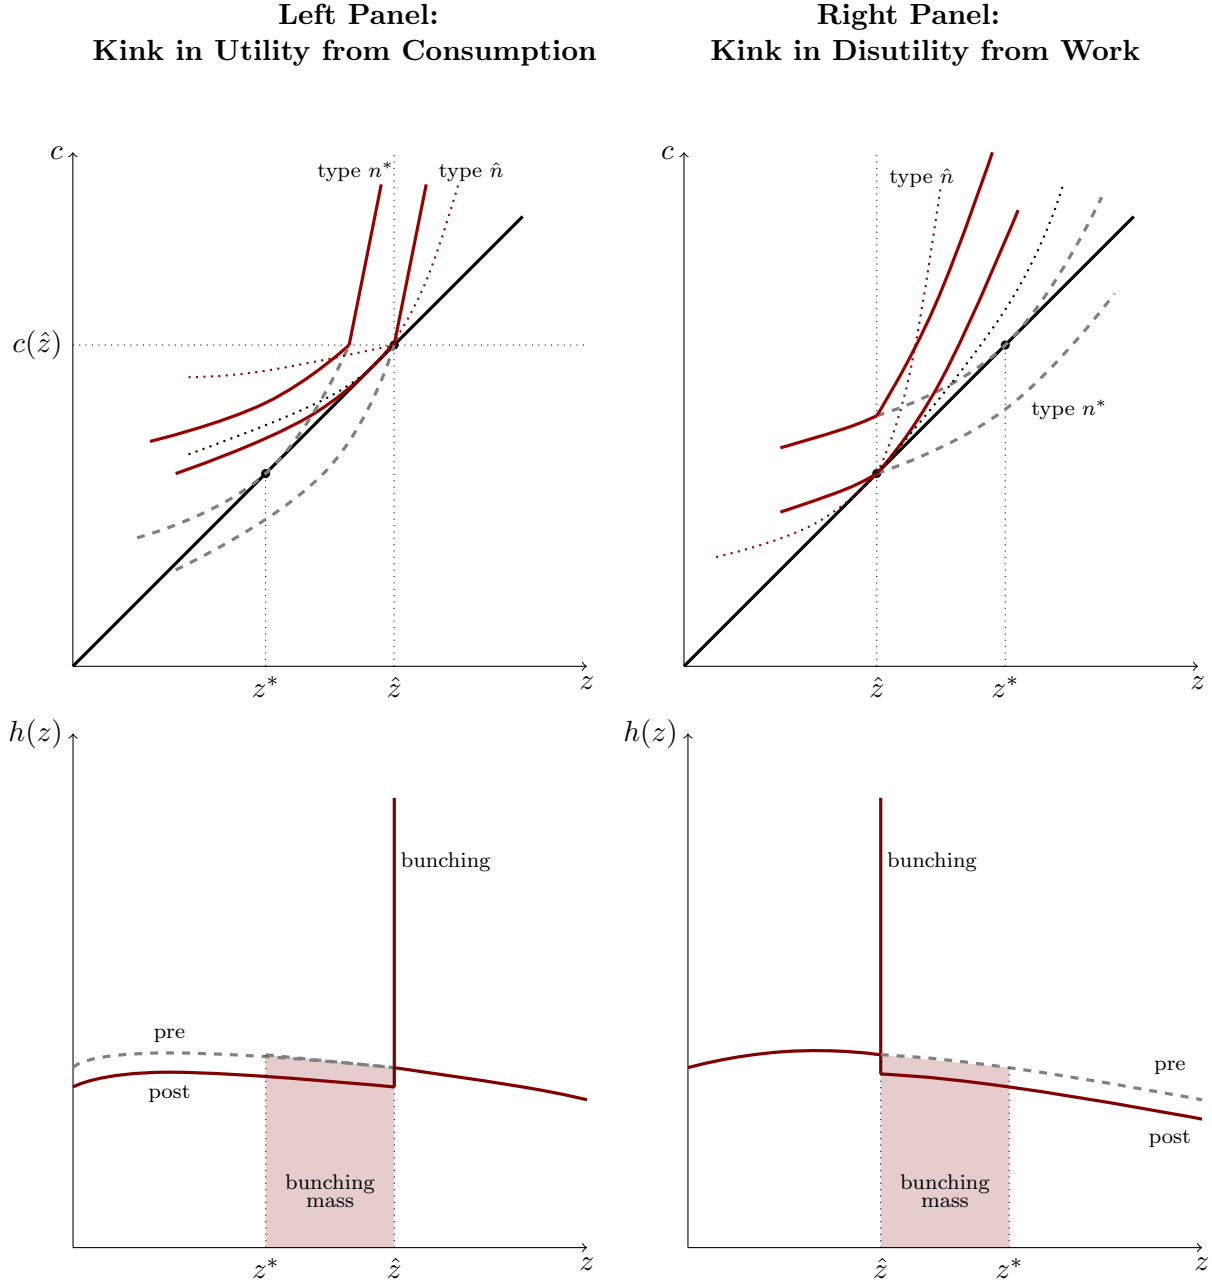 Left Panel:
Kink in Utility from Consumption
Right Panel:
Kink in Disutility from Work
c
type n*
type n̂
c(ẑ)
z*
ẑ
z
c
type n̂
type n*
ẑ
z*
z
h(z)
bunching
pre
post
bunching
mass
z*
ẑ
z
h(z)
bunching
pre
post
bunching
mass
ẑ
z*
z